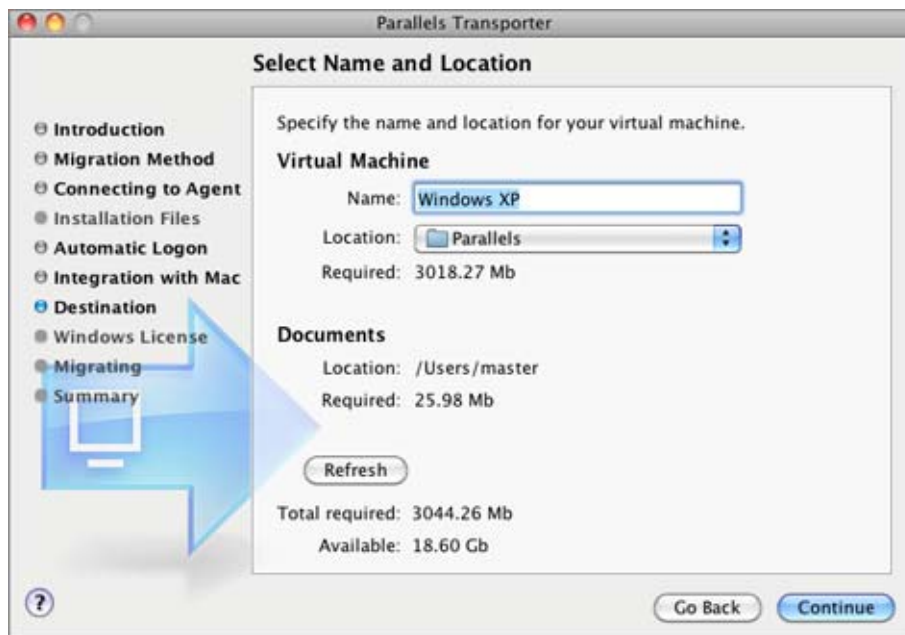 Parallels Transporter
Select Name and Location
Introduction
Migration Method
Connecting to Agent
Installation Files
Automatic Logon
Integration with Mac
Destination
Windows License
Migrating
Summary
Specify the name and location for your virtual machine.
Virtual Machine
Name: Windows XP
Location: Parallels
Required: 3018.27 Mb
Documents
Location: /Users/master
Required: 25.98 Mb
Refresh
Total required: 3044.26 Mb
Available: 18.60 Gb
?
Go Back
Continue